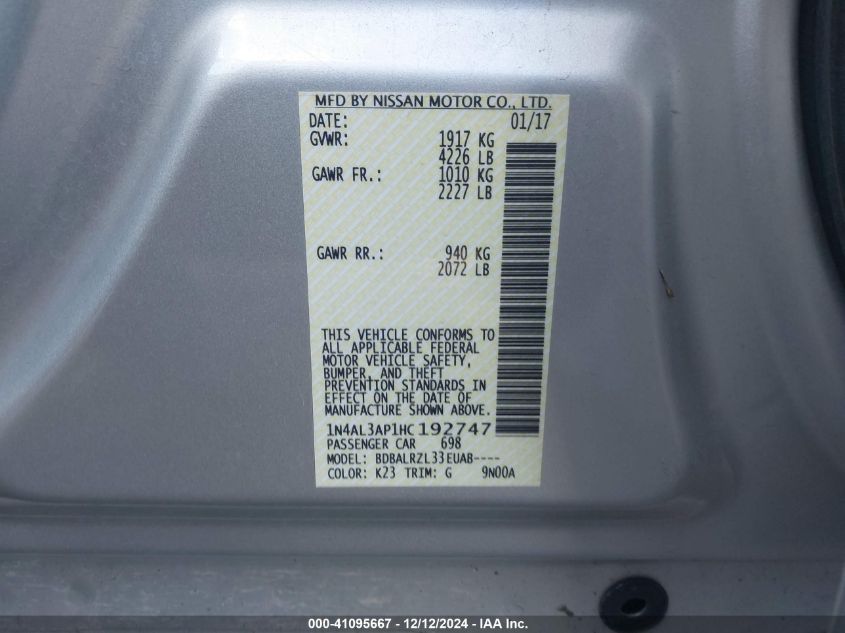 MFD BY NISSAN MOTOR CO., LTD.
DATE: 01/17
GVWR: 1917 KG
4226 LB
GAWR FR.: 1010 KG
2227 LB
GAWR RR.: 940 KG
2072 LB
THIS VEHICLE CONFORMS TO
ALL APPLICABLE FEDERAL
MOTOR VEHICLE SAFETY,
BUMPER, AND THEFT
PREVENTION STANDARDS IN
EFFECT ON THE DATE OF
MANUFACTURE SHOWN ABOVE.
1N4AL3AP1HC192747
PASSENGER CAR 698
MODEL: BDBALRZL33EUAB----
COLOR: K23 TRIM: G 9N00A
000-41095667 - 12/12/2024 - IAA Inc.